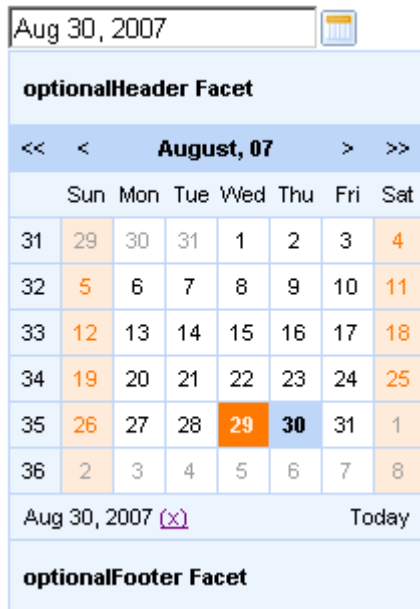 Aug 30, 2007
optionalHeader Facet
<< < August, 07 > >>
Sun Mon Tue Wed Thu Fri Sat
31 29 30 31 1 2 3 4
32 5 6 7 8 9 10 11
33 12 13 14 15 16 17 18
34 19 20 21 22 23 24 25
35 26 27 28 29 30 31 1
36 2 3 4 5 6 7 8
Aug 30, 2007 (x) Today
optionalFooter Facet